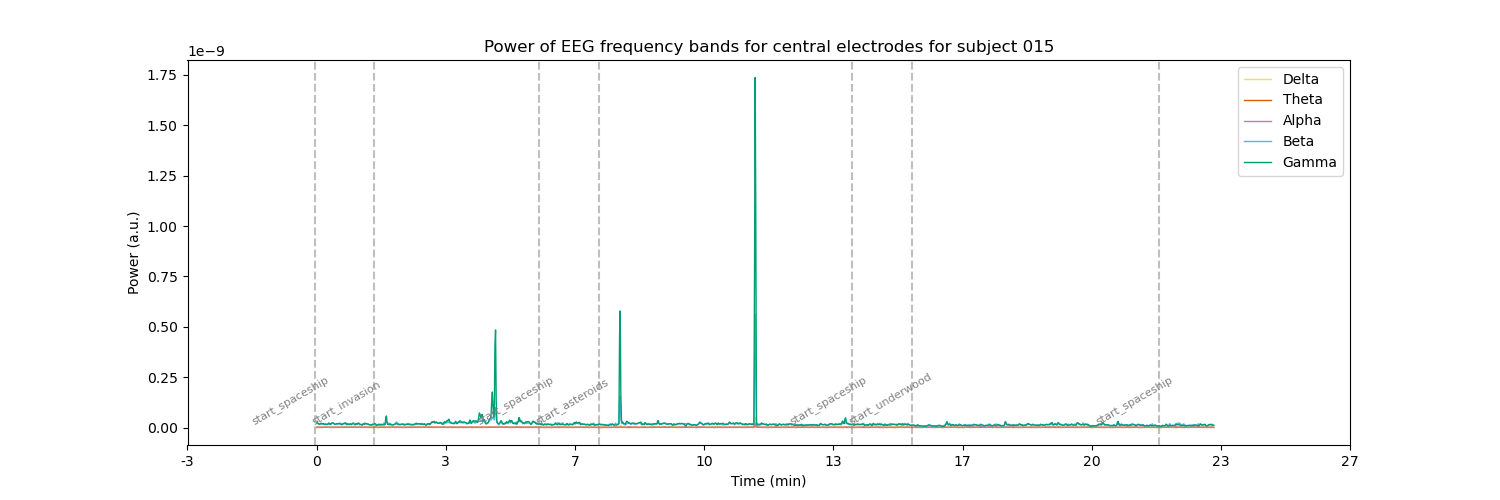 Power of EEG frequency bands for central electrodes for subject 015
1e−9
1.75
1.50
1.25
1.00
0.75
0.50
0.25
0.00
Power (a.u.)
Delta
Theta
Alpha
Beta
Gamma
start_spaceship
start_invasion
start_spaceship
start_asteroids
start_spaceship
start_underwood
start_spaceship
-3 0 3 7 10 13 17 20 23 27
Time (min)